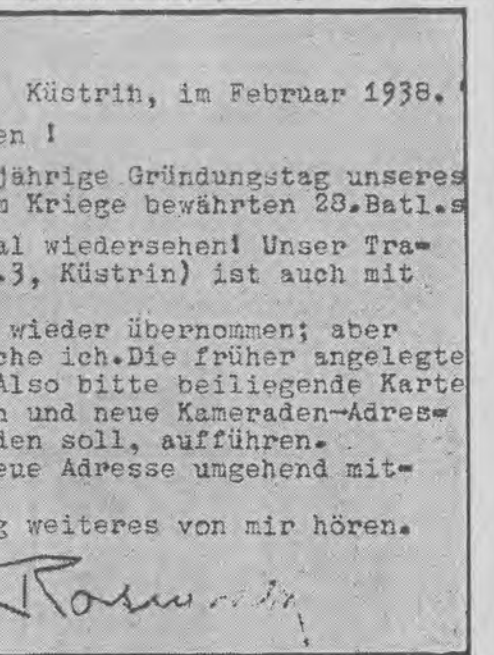 Küstrin, im Februar 1938.
en !
jährige Gründungstag unseres
Kriege bewährten 28.Batl.s
al wiedersehen! Unser Tra-
.3, Küstrin) ist auch mit
wieder übernommen; aber
che ich.Die früher angelegte
Also bitte beiliegende Karte
n und neue Kameraden-Adres-
den soll, aufführen.
eue Adresse umgehend mit-
g weiteres von mir hören.